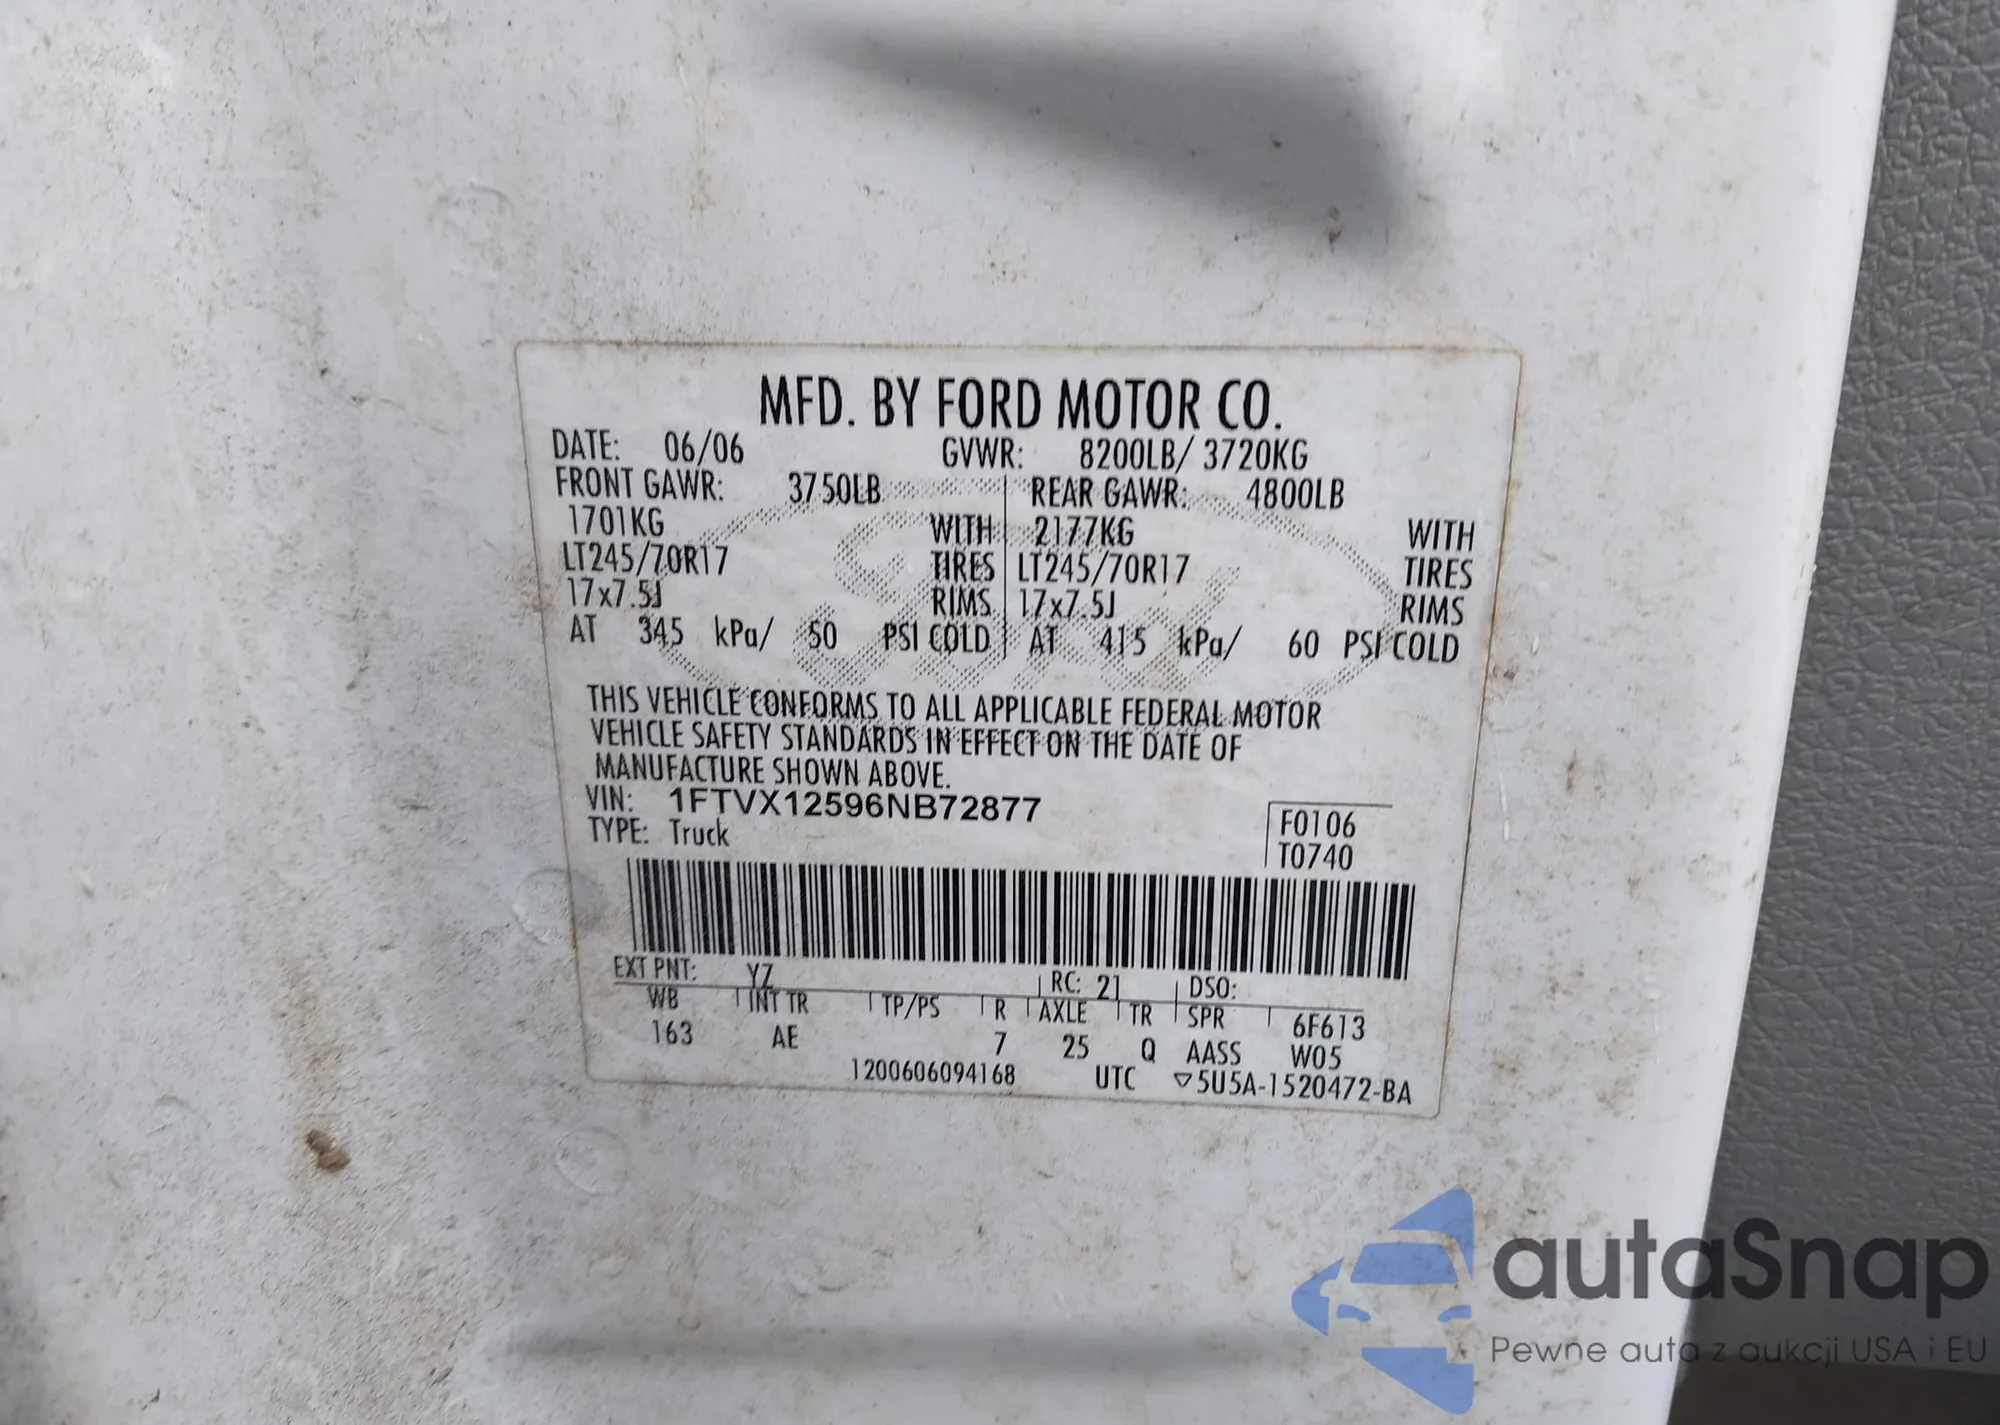 MFD. BY FORD MOTOR CO.
DATE: 06/06 GVWR: 8200LB/ 3720KG
FRONT GAWR: 3750LB REAR GAWR: 4800LB
1701KG WITH 2177KG WITH
LT245/70R17 TIRES LT245/70R17 TIRES
17x7.5J RIMS 17x7.5J RIMS
AT 345 kPa/ 50 PSI COLD AT 415 kPa/ 60 PSI COLD
THIS VEHICLE CONFORMS TO ALL APPLICABLE FEDERAL MOTOR
VEHICLE SAFETY STANDARDS IN EFFECT ON THE DATE OF
MANUFACTURE SHOWN ABOVE.
VIN: 1FTVX12596NB72877
TYPE: Truck
F0106
T0740
EXT PNT: YZ RC: 21 DSO:
WB INT TR TP/PS R AXLE TR SPR 6F613
163 AE 7 25 Q AASS W05
1200606094168 UTC ▽5U5A-1520472-BA
autaSnap
Pewne auta z aukcji USA i EU